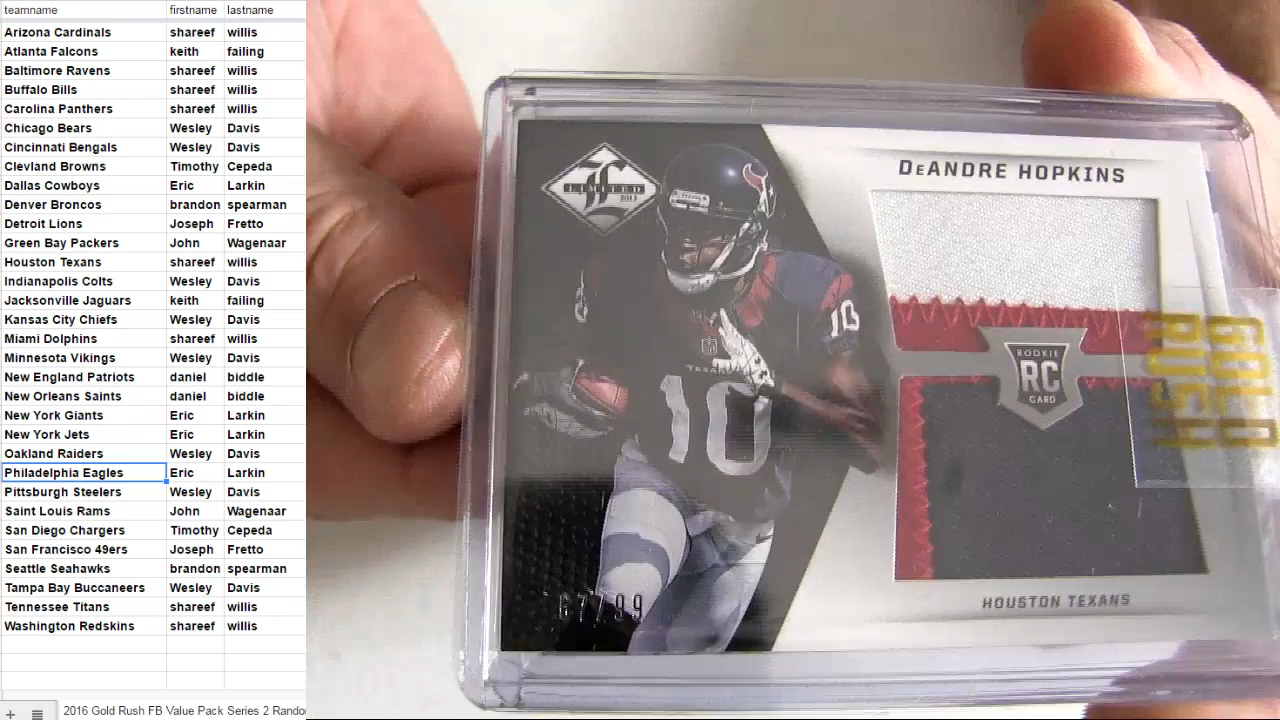 teamname firstname lastname
Arizona Cardinals shareef willis
Atlanta Falcons keith failing
Baltimore Ravens shareef willis
Buffalo Bills shareef willis
Carolina Panthers shareef willis
Chicago Bears Wesley Davis
Cincinnati Bengals Wesley Davis
Clevland Browns Timothy Cepeda
Dallas Cowboys Eric Larkin
Denver Broncos brandon spearman
Detroit Lions Joseph Fretto
Green Bay Packers John Wagenaar
Houston Texans shareef willis
Indianapolis Colts Wesley Davis
Jacksonville Jaguars keith failing
Kansas City Chiefs Wesley Davis
Miami Dolphins shareef willis
Minnesota Vikings Wesley Davis
New England Patriots daniel biddle
New Orleans Saints daniel biddle
New York Giants Eric Larkin
New York Jets Eric Larkin
Oakland Raiders Wesley Davis
Philadelphia Eagles Eric Larkin
Pittsburgh Steelers Wesley Davis
Saint Louis Rams John Wagenaar
San Diego Chargers Timothy Cepeda
San Francisco 49ers Joseph Fretto
Seattle Seahawks brandon spearman
Tampa Bay Buccaneers Wesley Davis
Tennessee Titans shareef willis
Washington Redskins shareef willis
2016 Gold Rush FB Value Pack Series 2 Rando
LIMITED
2013
DEANDRE HOPKINS
10
TEXANS
10
ROOKIE
RC
CARD
GOLD
RUSH
67/99
HOUSTON TEXANS